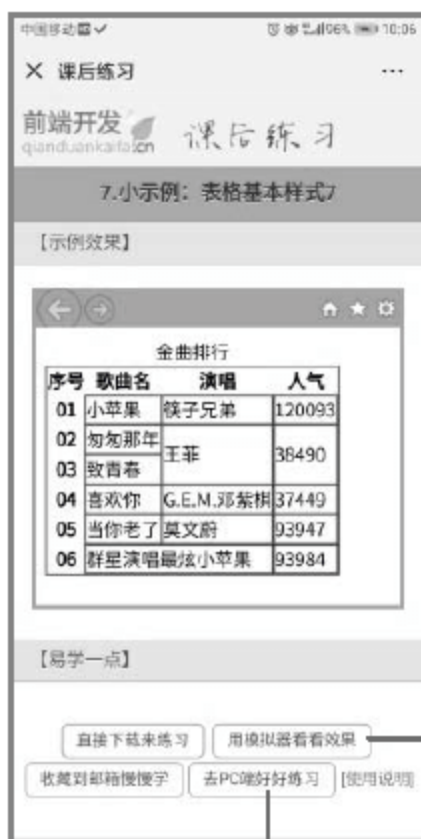 中国移动 96% 10:06
× 课后练习 ...
前端开发
qianduankaifa.cn 课后练习
7.小示例：表格基本样式7
【示例效果】
金曲排行
序号 歌曲名 演唱 人气
01 小苹果 筷子兄弟 120093
02 匆匆那年 王菲 38490
03 致青春
04 喜欢你 G.E.M.邓紫棋 37449
05 当你老了 莫文蔚 93947
06 群星演唱最炫小苹果 93984
【易学一点】
直接下载来练习 用模拟器看看效果
收藏到邮箱慢慢学 去PC端好好练习 [使用说明]